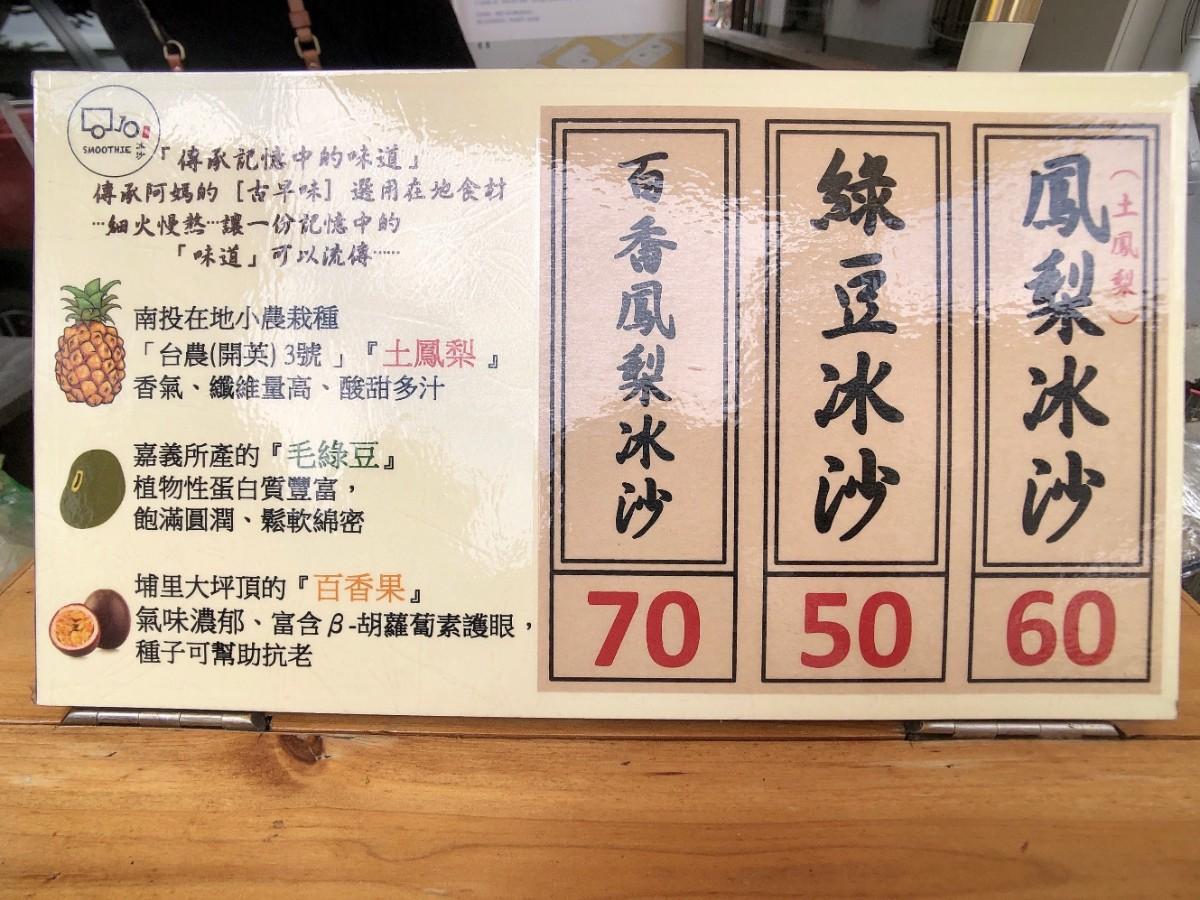 JO
SMOOTHIE 冰沙
「傳承記憶中的味道」
傳承阿媽的［古早味］選用在地食材
…細火慢熬…讓一份記憶中的
「味道」可以流傳……
南投在地小農栽種
「台農(開英) 3號 」『土鳳梨 』
香氣、纖維量高、酸甜多汁
嘉義所產的『毛綠豆』
植物性蛋白質豐富，
飽滿圓潤、鬆軟綿密
埔里大坪頂的『百香果』
氣味濃郁、富含β-胡蘿蔔素護眼，
種子可幫助抗老
鳳梨冰沙
（土鳳梨）
60
綠豆冰沙
50
百香鳳梨冰沙
70